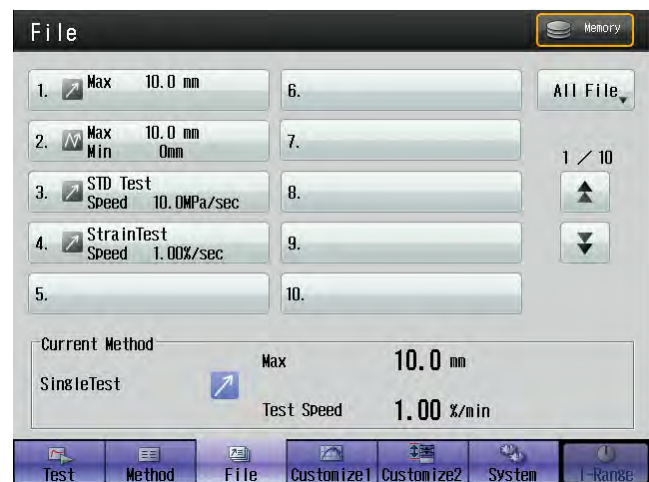 File
Memory
1. Max 10.0 mm
6.
All File
2. Max 10.0 mm
Min 0mm
7.
1 / 10
3. STD Test
Speed 10.0MPa/sec
8.
4. StrainTest
Speed 1.00%/sec
9.
5.
10.
Current Method
SingleTest
Max 10.0 mm
Test Speed 1.00 %/min
Test Method File Customize1 Customize2 System I-Range